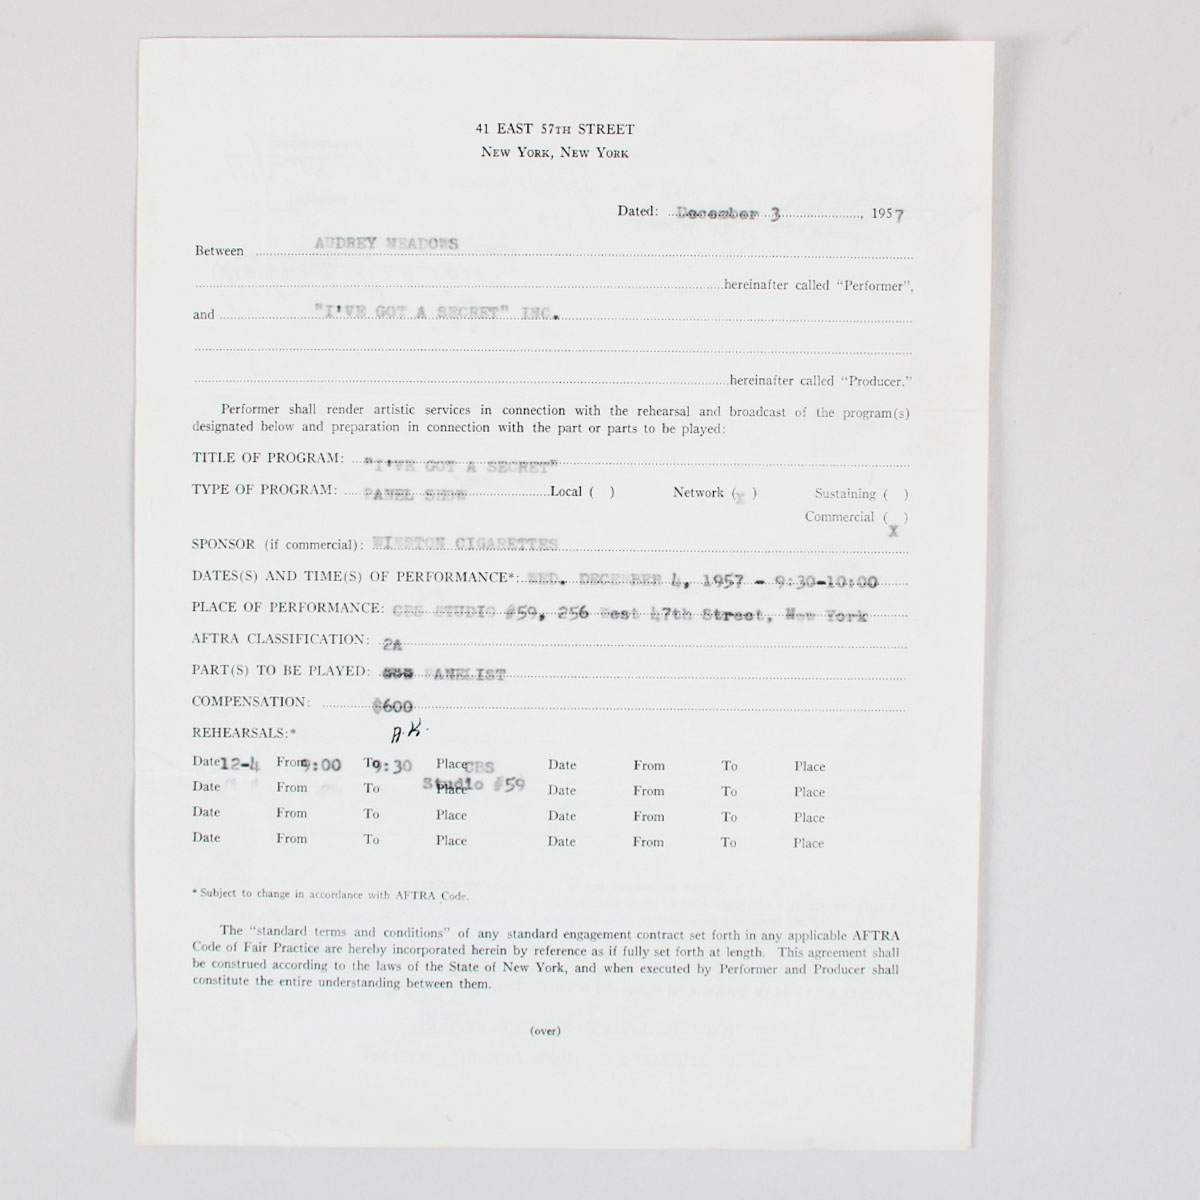 41 EAST 57TH STREET
NEW YORK, NEW YORK
Dated: December 3, 1957
Between AUDREY MEADOWS
hereinafter called "Performer",
and "I'VE GOT A SECRET" INC.
hereinafter called "Producer."
Performer shall render artistic services in connection with the rehearsal and broadcast of the program(s)
designated below and preparation in connection with the part or parts to be played:
TITLE OF PROGRAM: "I'VE GOT A SECRET"
TYPE OF PROGRAM: PANEL SHOW Local ( ) Network (x) Sustaining ( )
Commercial (X)
SPONSOR (if commercial): WINSTON CIGARETTES
DATES(S) AND TIME(S) OF PERFORMANCE*: WED. DECEMBER 4, 1957 - 9:30-10:00
PLACE OF PERFORMANCE: CBS STUDIO #59, 256 West 47th Street, New York
AFTRA CLASSIFICATION: 2A
PART(S) TO BE PLAYED: PANELIST
COMPENSATION: $600
REHEARSALS:* A.K.
Date 12-4 From 9:00 To 9:30 Place CBS Date From To Place
Date From To Place Studio #59 Date From To Place
Date From To Place Date From To Place
Date From To Place Date From To Place
* Subject to change in accordance with AFTRA Code.
The "standard terms and conditions" of any standard engagement contract set forth in any applicable AFTRA
Code of Fair Practice are hereby incorporated herein by reference as if fully set forth at length. This agreement shall
be construed according to the laws of the State of New York, and when executed by Performer and Producer shall
constitute the entire understanding between them.
(over)